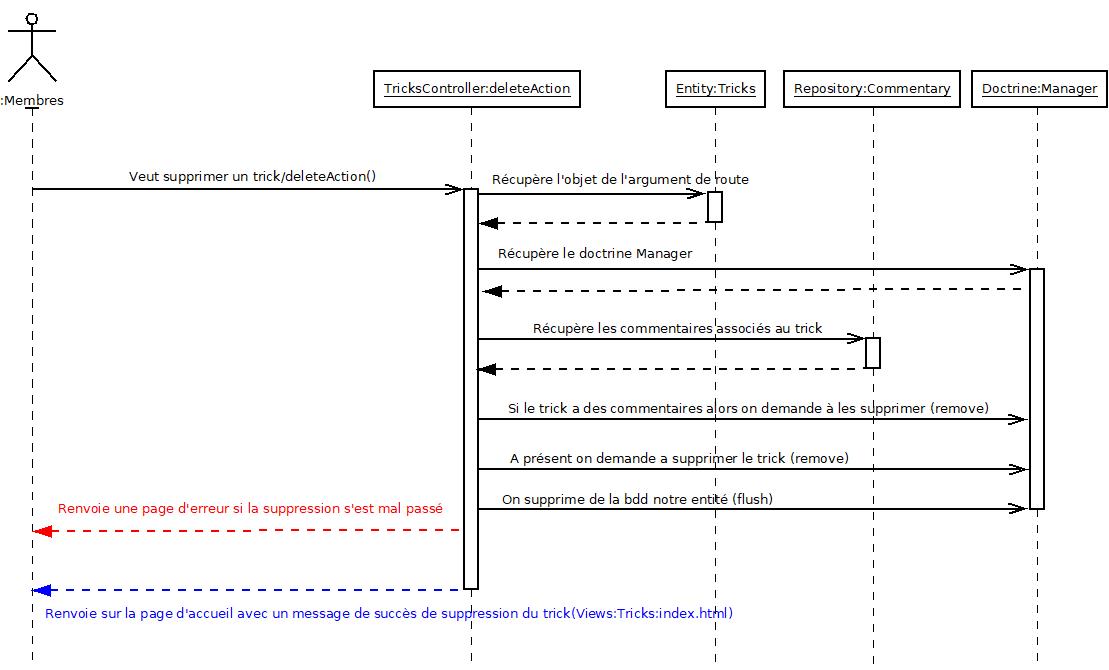 :Membres
TricksController:deleteAction
Entity:Tricks
Repository:Commentary
Doctrine:Manager
Veut supprimer un trick/deleteAction()
Récupère l'objet de l'argument de route
Récupère le doctrine Manager
Récupère les commentaires associés au trick
Si le trick a des commentaires alors on demande à les supprimer (remove)
A présent on demande a supprimer le trick (remove)
On supprime de la bdd notre entité (flush)
Renvoie une page d'erreur si la suppression s'est mal passé
Renvoie sur la page d'accueil avec un message de succès de suppression du trick(Views:Tricks:index.html)